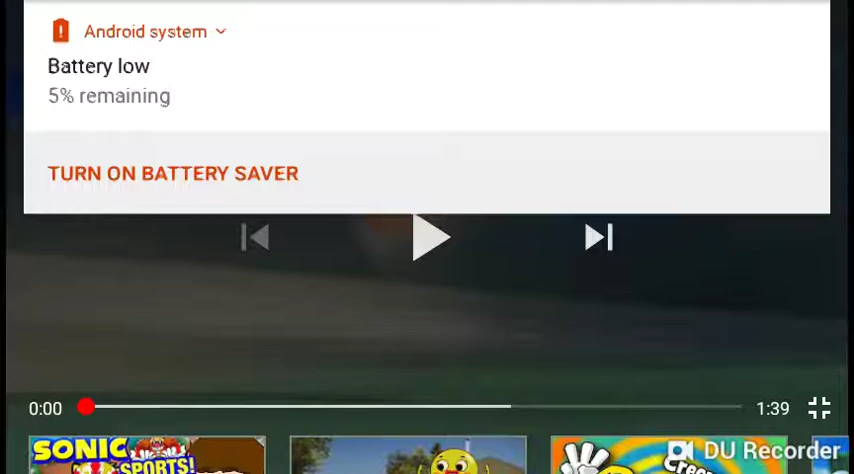 Android system
Battery low
5% remaining
TURN ON BATTERY SAVER
0:00
1:39
SONIC
SPORTS!
DU Recorder